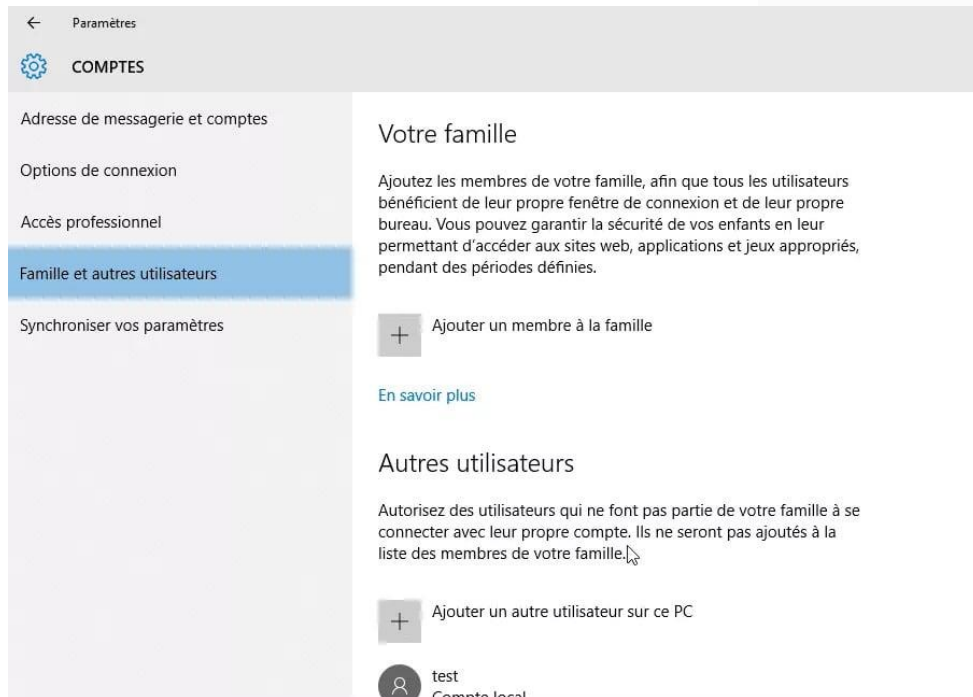 Paramètres
COMPTES
Adresse de messagerie et comptes
Options de connexion
Accès professionnel
Famille et autres utilisateurs
Synchroniser vos paramètres
Votre famille
Ajoutez les membres de votre famille, afin que tous les utilisateurs
bénéficient de leur propre fenêtre de connexion et de leur propre
bureau. Vous pouvez garantir la sécurité de vos enfants en leur
permettant d'accéder aux sites web, applications et jeux appropriés,
pendant des périodes définies.
Ajouter un membre à la famille
En savoir plus
Autres utilisateurs
Autorisez des utilisateurs qui ne font pas partie de votre famille à se
connecter avec leur propre compte. Ils ne seront pas ajoutés à la
liste des membres de votre famille.
Ajouter un autre utilisateur sur ce PC
test
Compte local